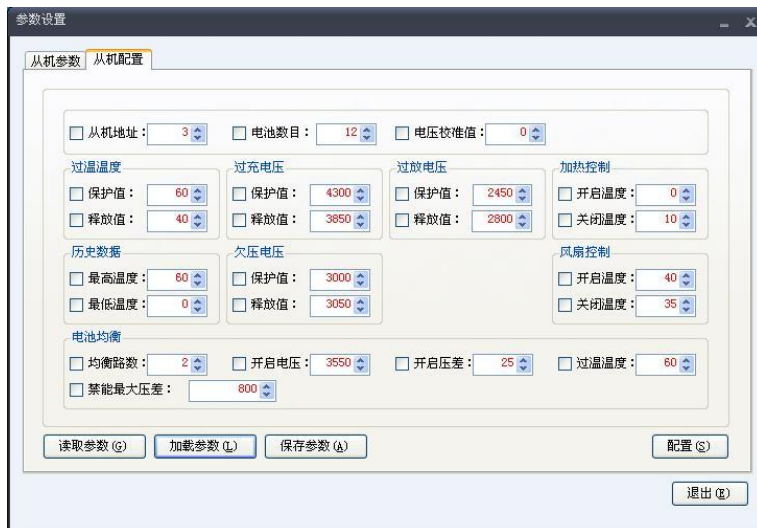 参数设置
从机参数 从机配置
从机地址： 3 电池数目： 12 电压校准值： 0
过温温度 过充电压 过放电压 加热控制
保护值： 60 保护值： 4300 保护值： 2450 开启温度： 0
释放值： 40 释放值： 3850 释放值： 2800 关闭温度： 10
历史数据 欠压电压 风扇控制
最高温度： 60 保护值： 3000 开启温度： 40
最低温度： 0 释放值： 3050 关闭温度： 35
电池均衡
均衡路数： 2 开启电压： 3550 开启压差： 25 过温温度： 60
禁能最大压差： 800
读取参数(G) 加载参数(L) 保存参数(A) 配置(S)
退出(E)